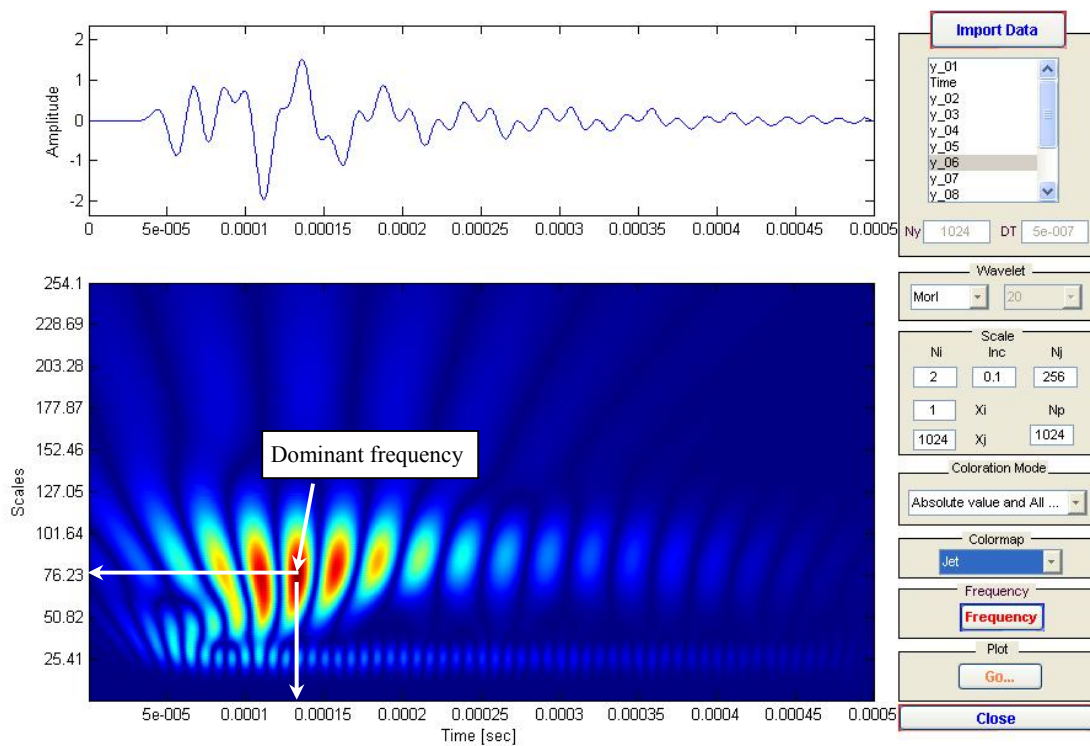 2
1
0
-1
-2
Amplitude
0 5e-005 0.0001 0.00015 0.0002 0.00025 0.0003 0.00035 0.0004 0.00045 0.0005
254.1
228.69
203.28
177.87
152.46
127.05
101.64
76.23
50.82
25.41
Scales
Dominant frequency
5e-005 0.0001 0.00015 0.0002 0.00025 0.0003 0.00035 0.0004 0.00045 0.0005
Time [sec]
Import Data
y_01
Time
y_02
y_03
y_04
y_05
y_06
y_07
y_08
Ny 1024 DT 5e-007
Wavelet
Morl 20
Scale
Ni Inc Nj
2 0.1 256
1 Xi Np
1024 Xj 1024
Coloration Mode
Absolute value and All ...
Colormap
Jet
Frequency
Frequency
Plot
Go...
Close